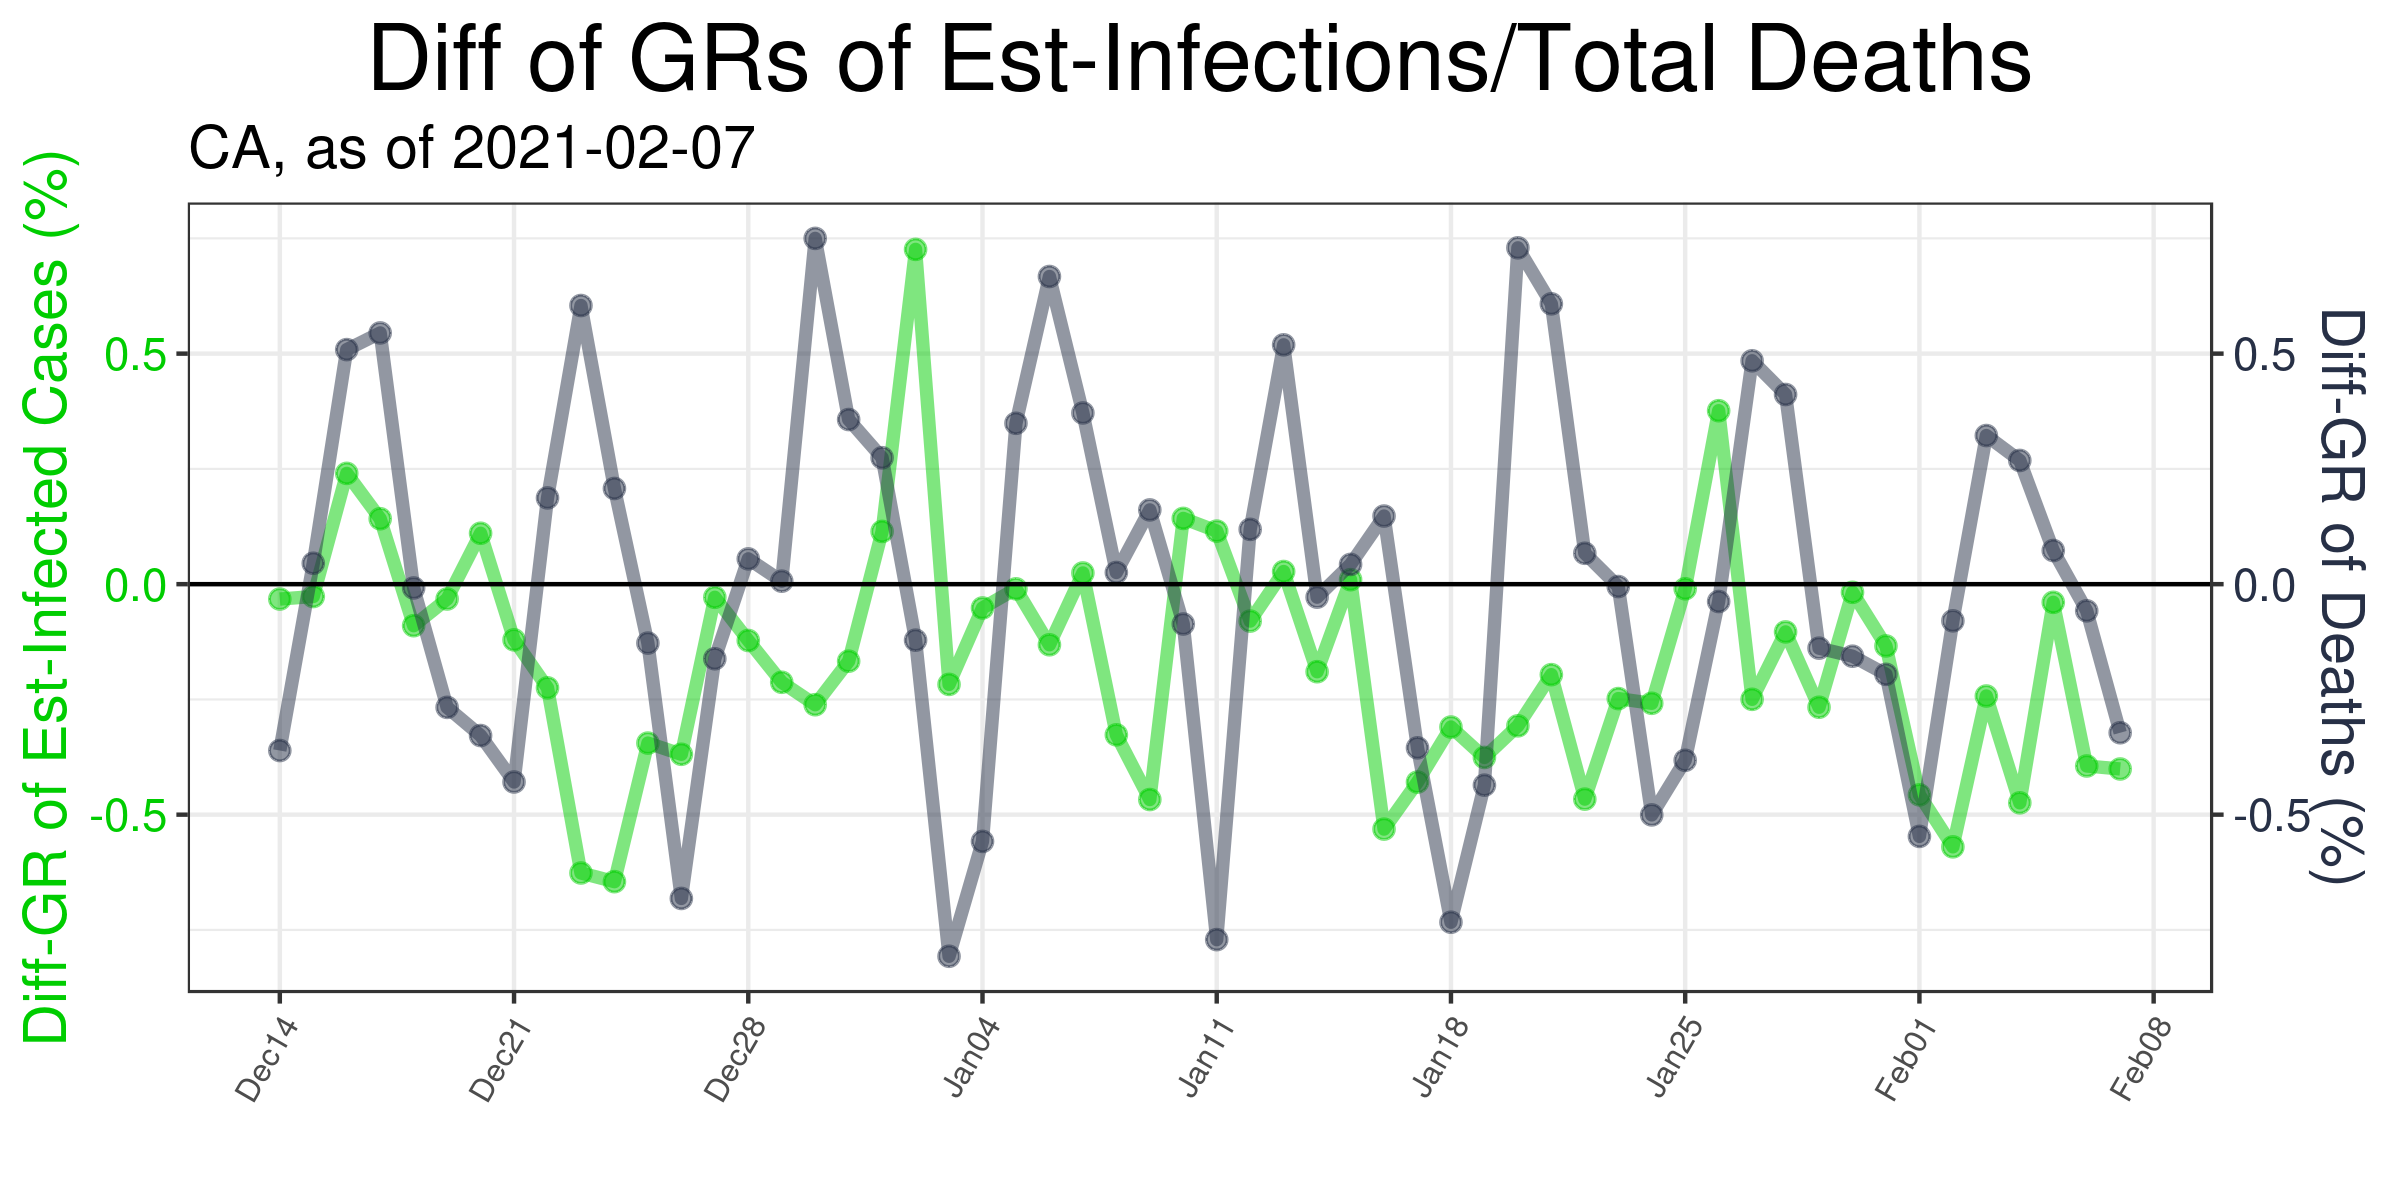 Diff of GRs of Est-Infections/Total Deaths
CA, as of 2021-02-07
Diff-GR of Est-Infected Cases (%)
0.5
0.0
-0.5
0.5
0.0
-0.5
Diff-GR of Deaths (%)
Dec14
Dec21
Dec28
Jan04
Jan11
Jan18
Jan25
Feb01
Feb08